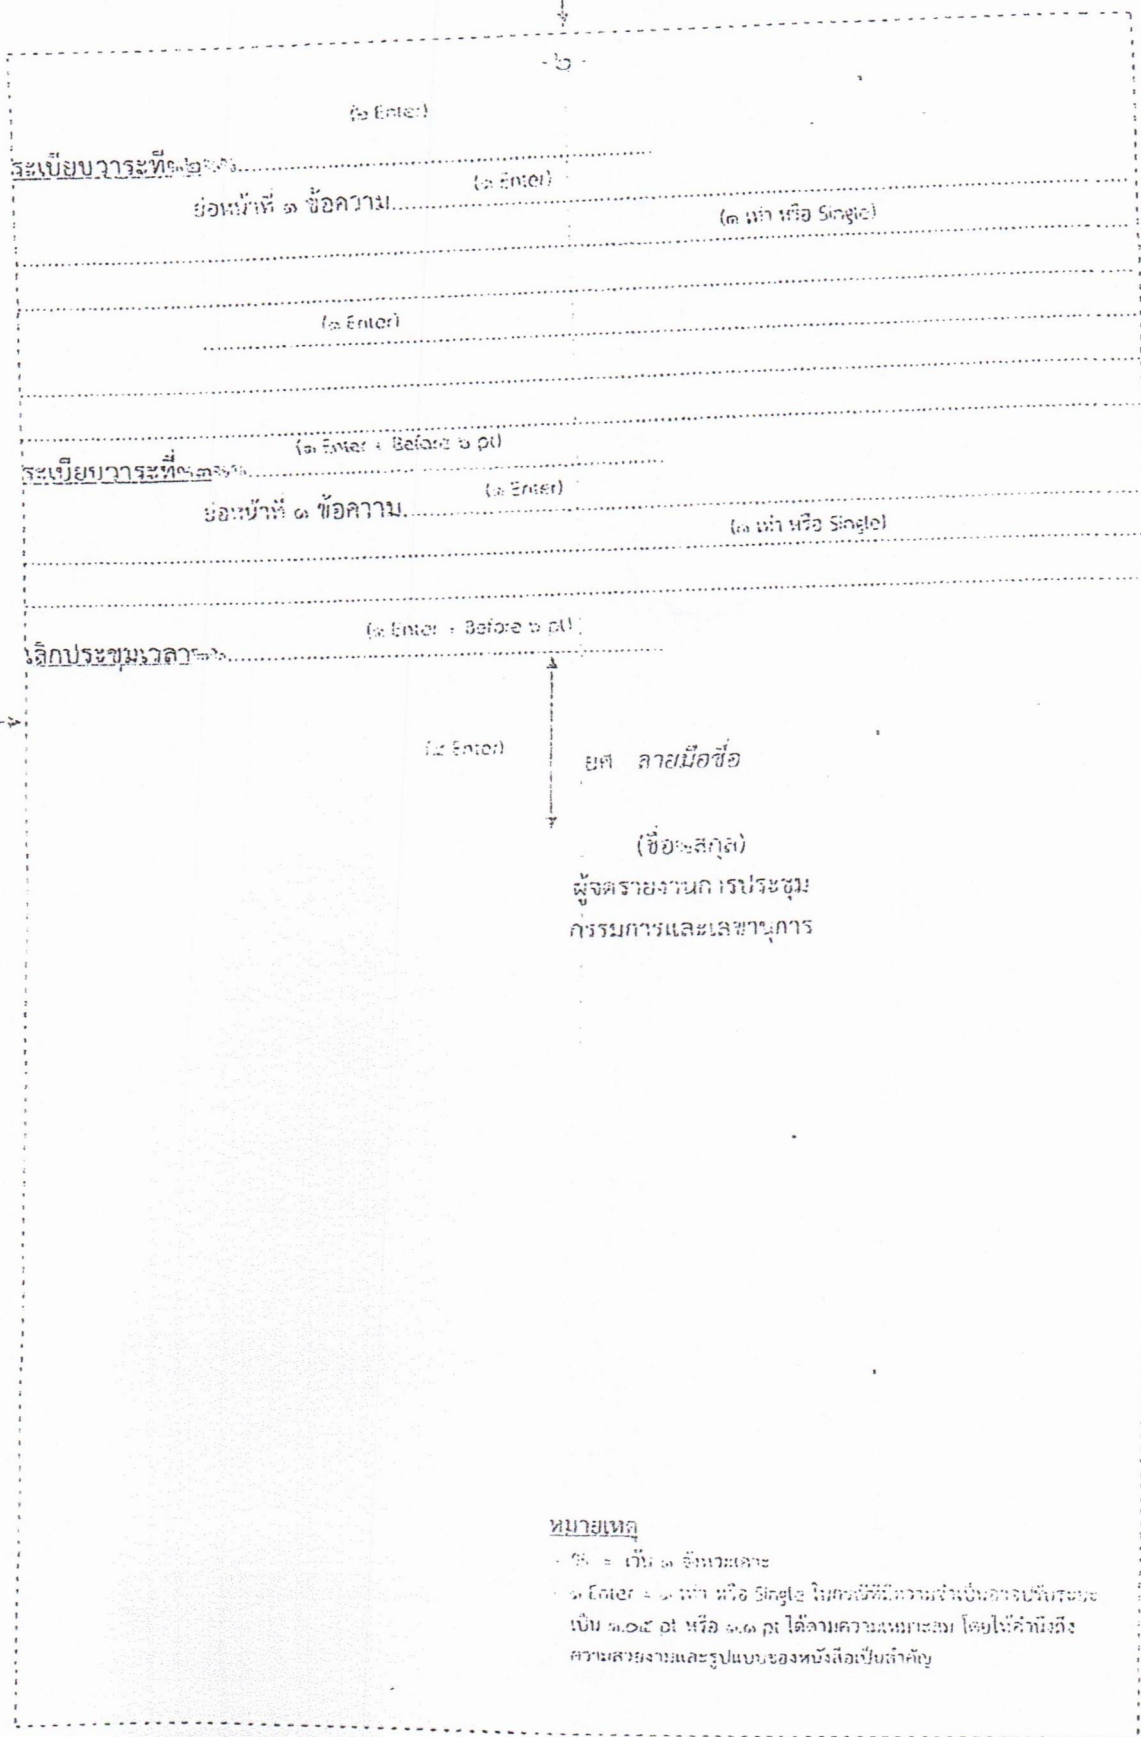 - ๒ -
(๒ Enter)
ระเบียบวาระที่%๒%%....................
(๑ Enter)
ย่อหน้าที่ ๑ ข้อความ....................
(๑ เท่า หรือ Single)
(๑ Enter)
(๑ Enter + Before ๖ pt)
ระเบียบวาระที่%๓%%....................
(๑ Enter)
ย่อหน้าที่ ๑ ข้อความ....................
(๑ เท่า หรือ Single)
(๑ Enter + Before ๖ pt)
เลิกประชุมเวลา%%....................
(๔ Enter)
ยศ ลายมือชื่อ
(ชื่อ%สกุล)
ผู้จดรายงานการประชุม
กรรมการและเลขานุการ
หมายเหตุ
- % = เว้น ๑ จังหวะเคาะ
- ๑ Enter = ๑ เท่า หรือ Single ในกรณีที่มีความจำเป็นอาจปรับระยะ
เป็น ๑.๐๕ pt หรือ ๑.๑ pt ได้ตามความเหมาะสม โดยให้คำนึงถึง
ความสวยงามและรูปแบบของหนังสือเป็นสำคัญ